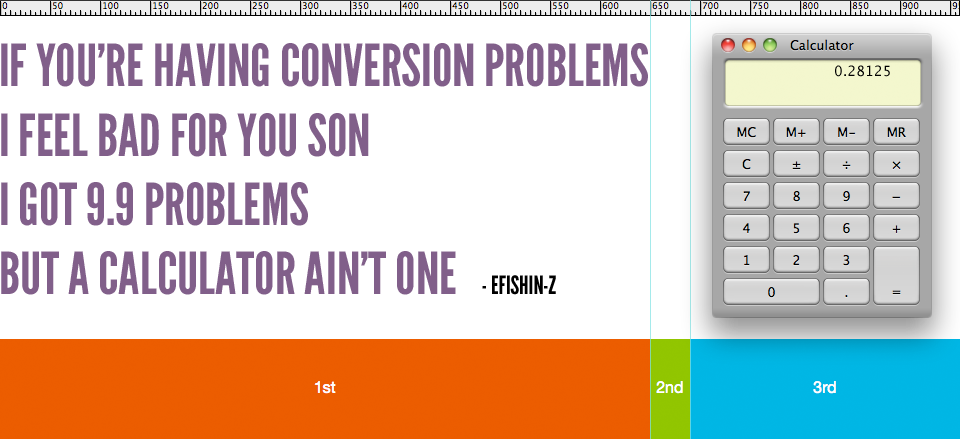 0 50 100 150 200 250 300 350 400 450 500 550 600 650 700 750 800 850 900
IF YOU’RE HAVING CONVERSION PROBLEMS
I FEEL BAD FOR YOU SON
I GOT 9.9 PROBLEMS
BUT A CALCULATOR AIN’T ONE - EFISHIN-Z
Calculator
0.28125
MC M+ M− MR
C ± ÷ ×
7 8 9 −
4 5 6 +
1 2 3
0 . =
1st 2nd 3rd